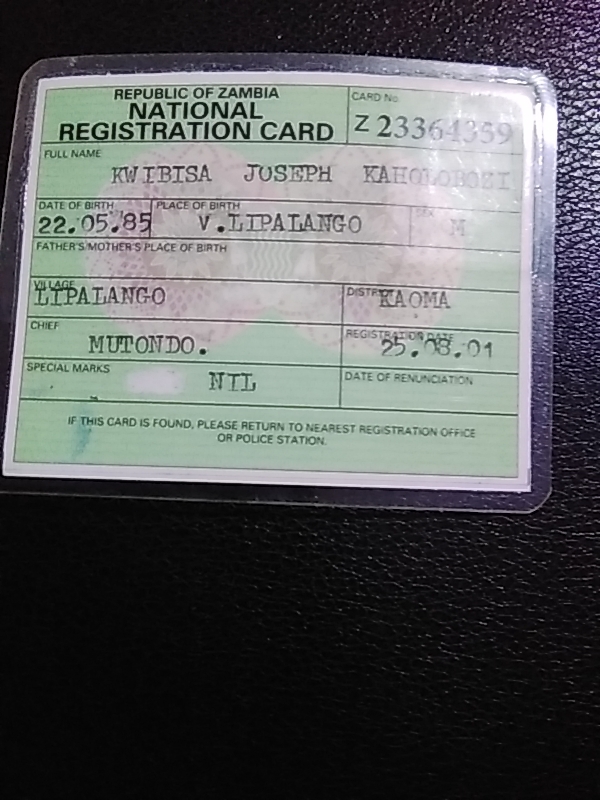 REPUBLIC OF ZAMBIA
NATIONAL
REGISTRATION CARD
CARD No
Z 23364359
FULL NAME
KWIBISA JOSEPH KAHOLOBOZI
DATE OF BIRTH
22.05.85
PLACE OF BIRTH
V.LIPALANGO
SEX
M
FATHER'S/MOTHER'S PLACE OF BIRTH
VILLAGE
LIPALANGO
DISTRICT
KAOMA
CHIEF
MUTONDO.
REGISTRATION DATE
25.08.01
SPECIAL MARKS
NIL
DATE OF RENUNCIATION
IF THIS CARD IS FOUND, PLEASE RETURN TO NEAREST REGISTRATION OFFICE
OR POLICE STATION.